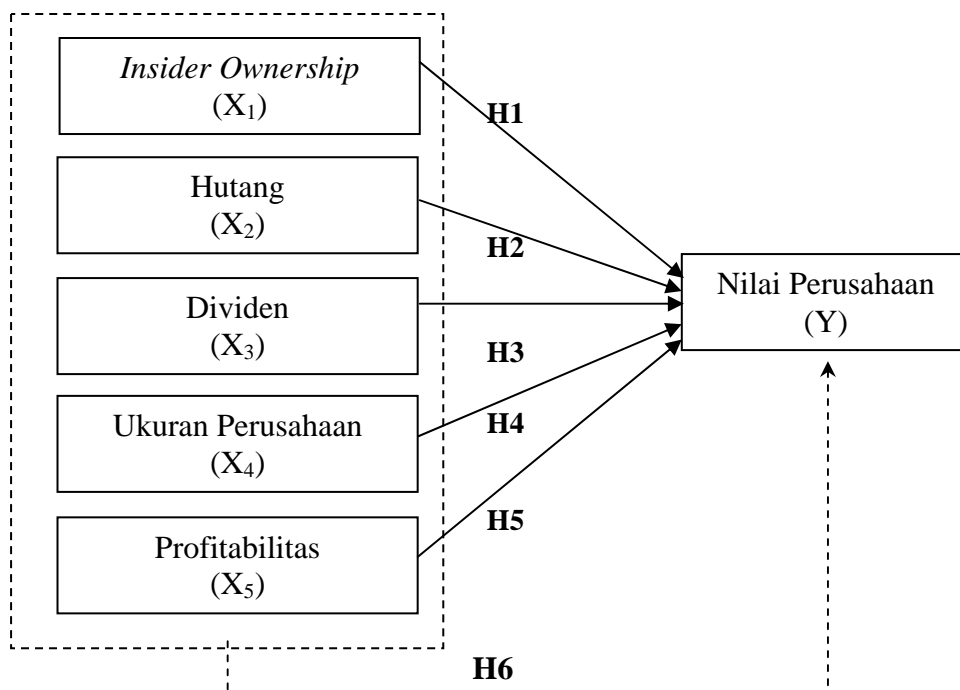 Insider Ownership
(X₁)
H1
Hutang
(X₂)
H2
Dividen
(X₃)
H3
Ukuran Perusahaan
(X₄)
H4
Profitabilitas
(X₅)
H5
Nilai Perusahaan
(Y)
H6